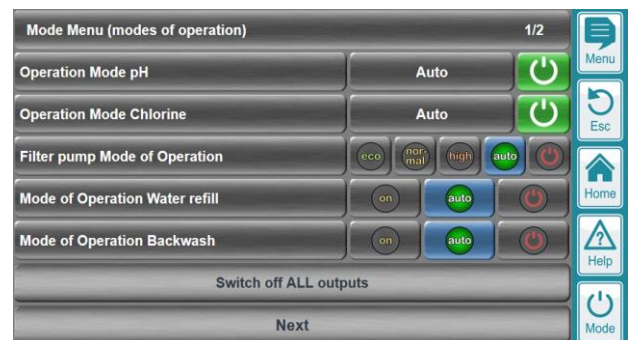 Mode Menu (modes of operation) 1/2
Menu
Operation Mode pH Auto
Esc
Operation Mode Chlorine Auto
Filter pump Mode of Operation eco nor-
mal high auto
Home
Mode of Operation Water refill on auto
Mode of Operation Backwash on auto
Help
Switch off ALL outputs
Next
Mode